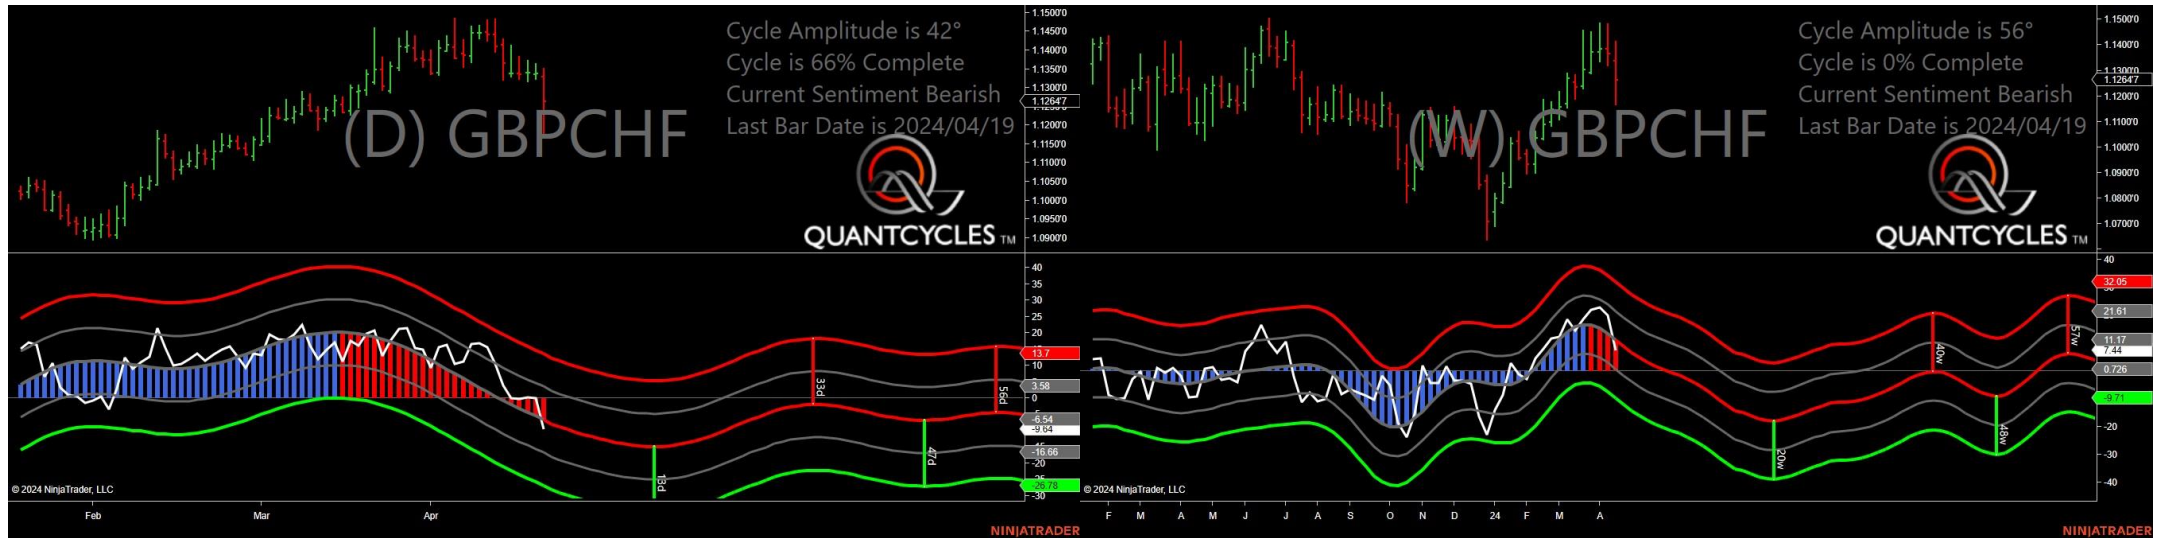 Cycle Amplitude is 42°
Cycle is 66% Complete
Current Sentiment Bearish
Last Bar Date is 2024/04/19
(D) GBPCHF
QUANTCYCLES TM
1.1500'0
1.1450'0
1.1400'0
1.1350'0
1.1300'0
1.1264'7
1.1200'0
1.1150'0
1.1100'0
1.1050'0
1.1000'0
1.0950'0
1.0900'0
40
35
30
25
20
15
13.7
10
3.58
0
-6.54
-9.64
-16.66
-20
-26.78
-30
33d
56d
47d
13d
© 2024 NinjaTrader, LLC
Feb
Mar
Apr
NINJATRADER
Cycle Amplitude is 56°
Cycle is 0% Complete
Current Sentiment Bearish
Last Bar Date is 2024/04/19
(W) GBPCHF
QUANTCYCLES TM
1.1500'0
1.1400'0
1.1300'0
1.1264'7
1.1200'0
1.1100'0
1.1000'0
1.0900'0
1.0800'0
1.0700'0
40
32.05
21.61
11.17
7.44
0.726
-9.71
-20
-30
-40
40w
57w
48w
20w
© 2024 NinjaTrader, LLC
F
M
A
M
J
J
A
S
O
N
D
24
F
M
A
NINJATRADER